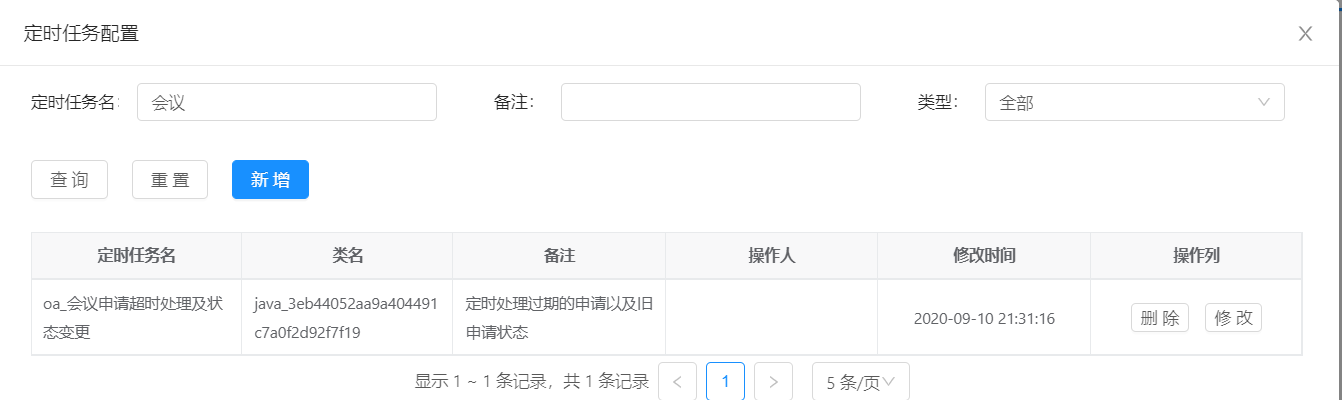 定时任务配置
定时任务名: 会议 备注: 类型: 全部
查 询 重 置 新 增
定时任务名 类名 备注 操作人 修改时间 操作列
oa_会议申请超时处理及状 java_3eb44052aa9a404491 定时处理过期的申请以及旧
态变更 c7a0f2d92f7f19 申请状态 2020-09-10 21:31:16 删 除 修 改
显示 1 ~ 1 条记录，共 1 条记录 < 1 > 5 条/页